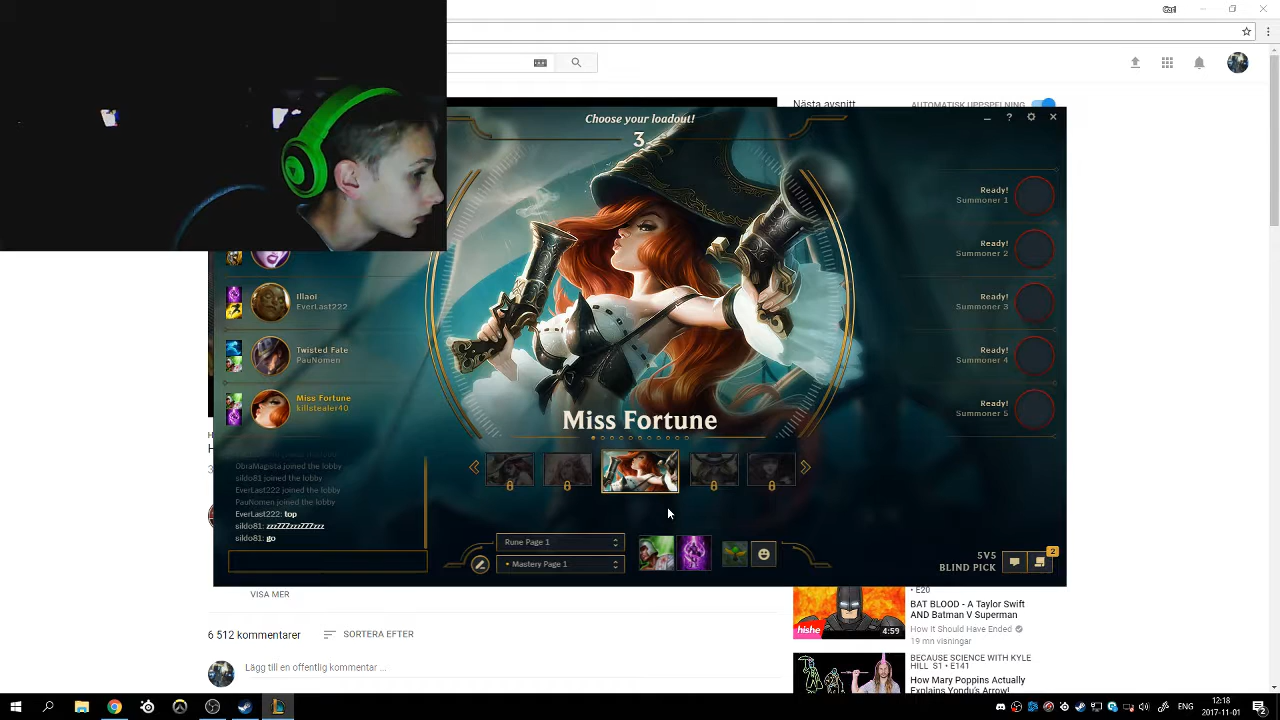 Ctrl
Nästa avsnitt
AUTOMATISK UPPSPELNING
Choose your loadout!
3
Ready!
Summoner 1
Ready!
Summoner 2
Ready!
Summoner 3
Ready!
Summoner 4
Ready!
Summoner 5
Illaoi
EverLast222
Twisted Fate
PauNomen
Miss Fortune
killstealer40
Miss Fortune
ObraMagista joined the lobby
sildo81 joined the lobby
EverLast222 joined the lobby
PauNomen joined the lobby
EverLast222: top
sildo81: zzzZZZzzzZZZzzz
sildo81: go
Rune Page 1
Mastery Page 1
5V5
BLIND PICK
2
VISA MER
6 512 kommentarer
SORTERA EFTER
Lägg till en offentlig kommentar ...
• E20
BAT BLOOD - A Taylor Swift
AND Batman V Superman
How It Should Have Ended
19 mn visningar
hishe
4:59
BECAUSE SCIENCE WITH KYLE
HILL S1 • E141
How Mary Poppins Actually
Explains Yondu's Arrow!
ENG
12:18
2017-11-01
2